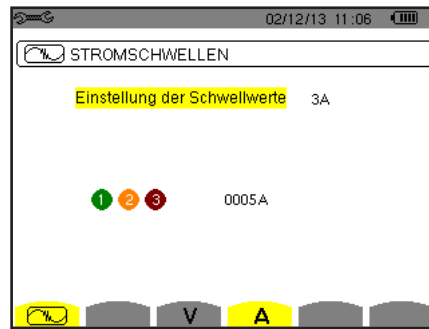 02/12/13 11:06
STROMSCHWELLEN
Einstellung der Schwellwerte 3A
1 2 3 0005A
V A